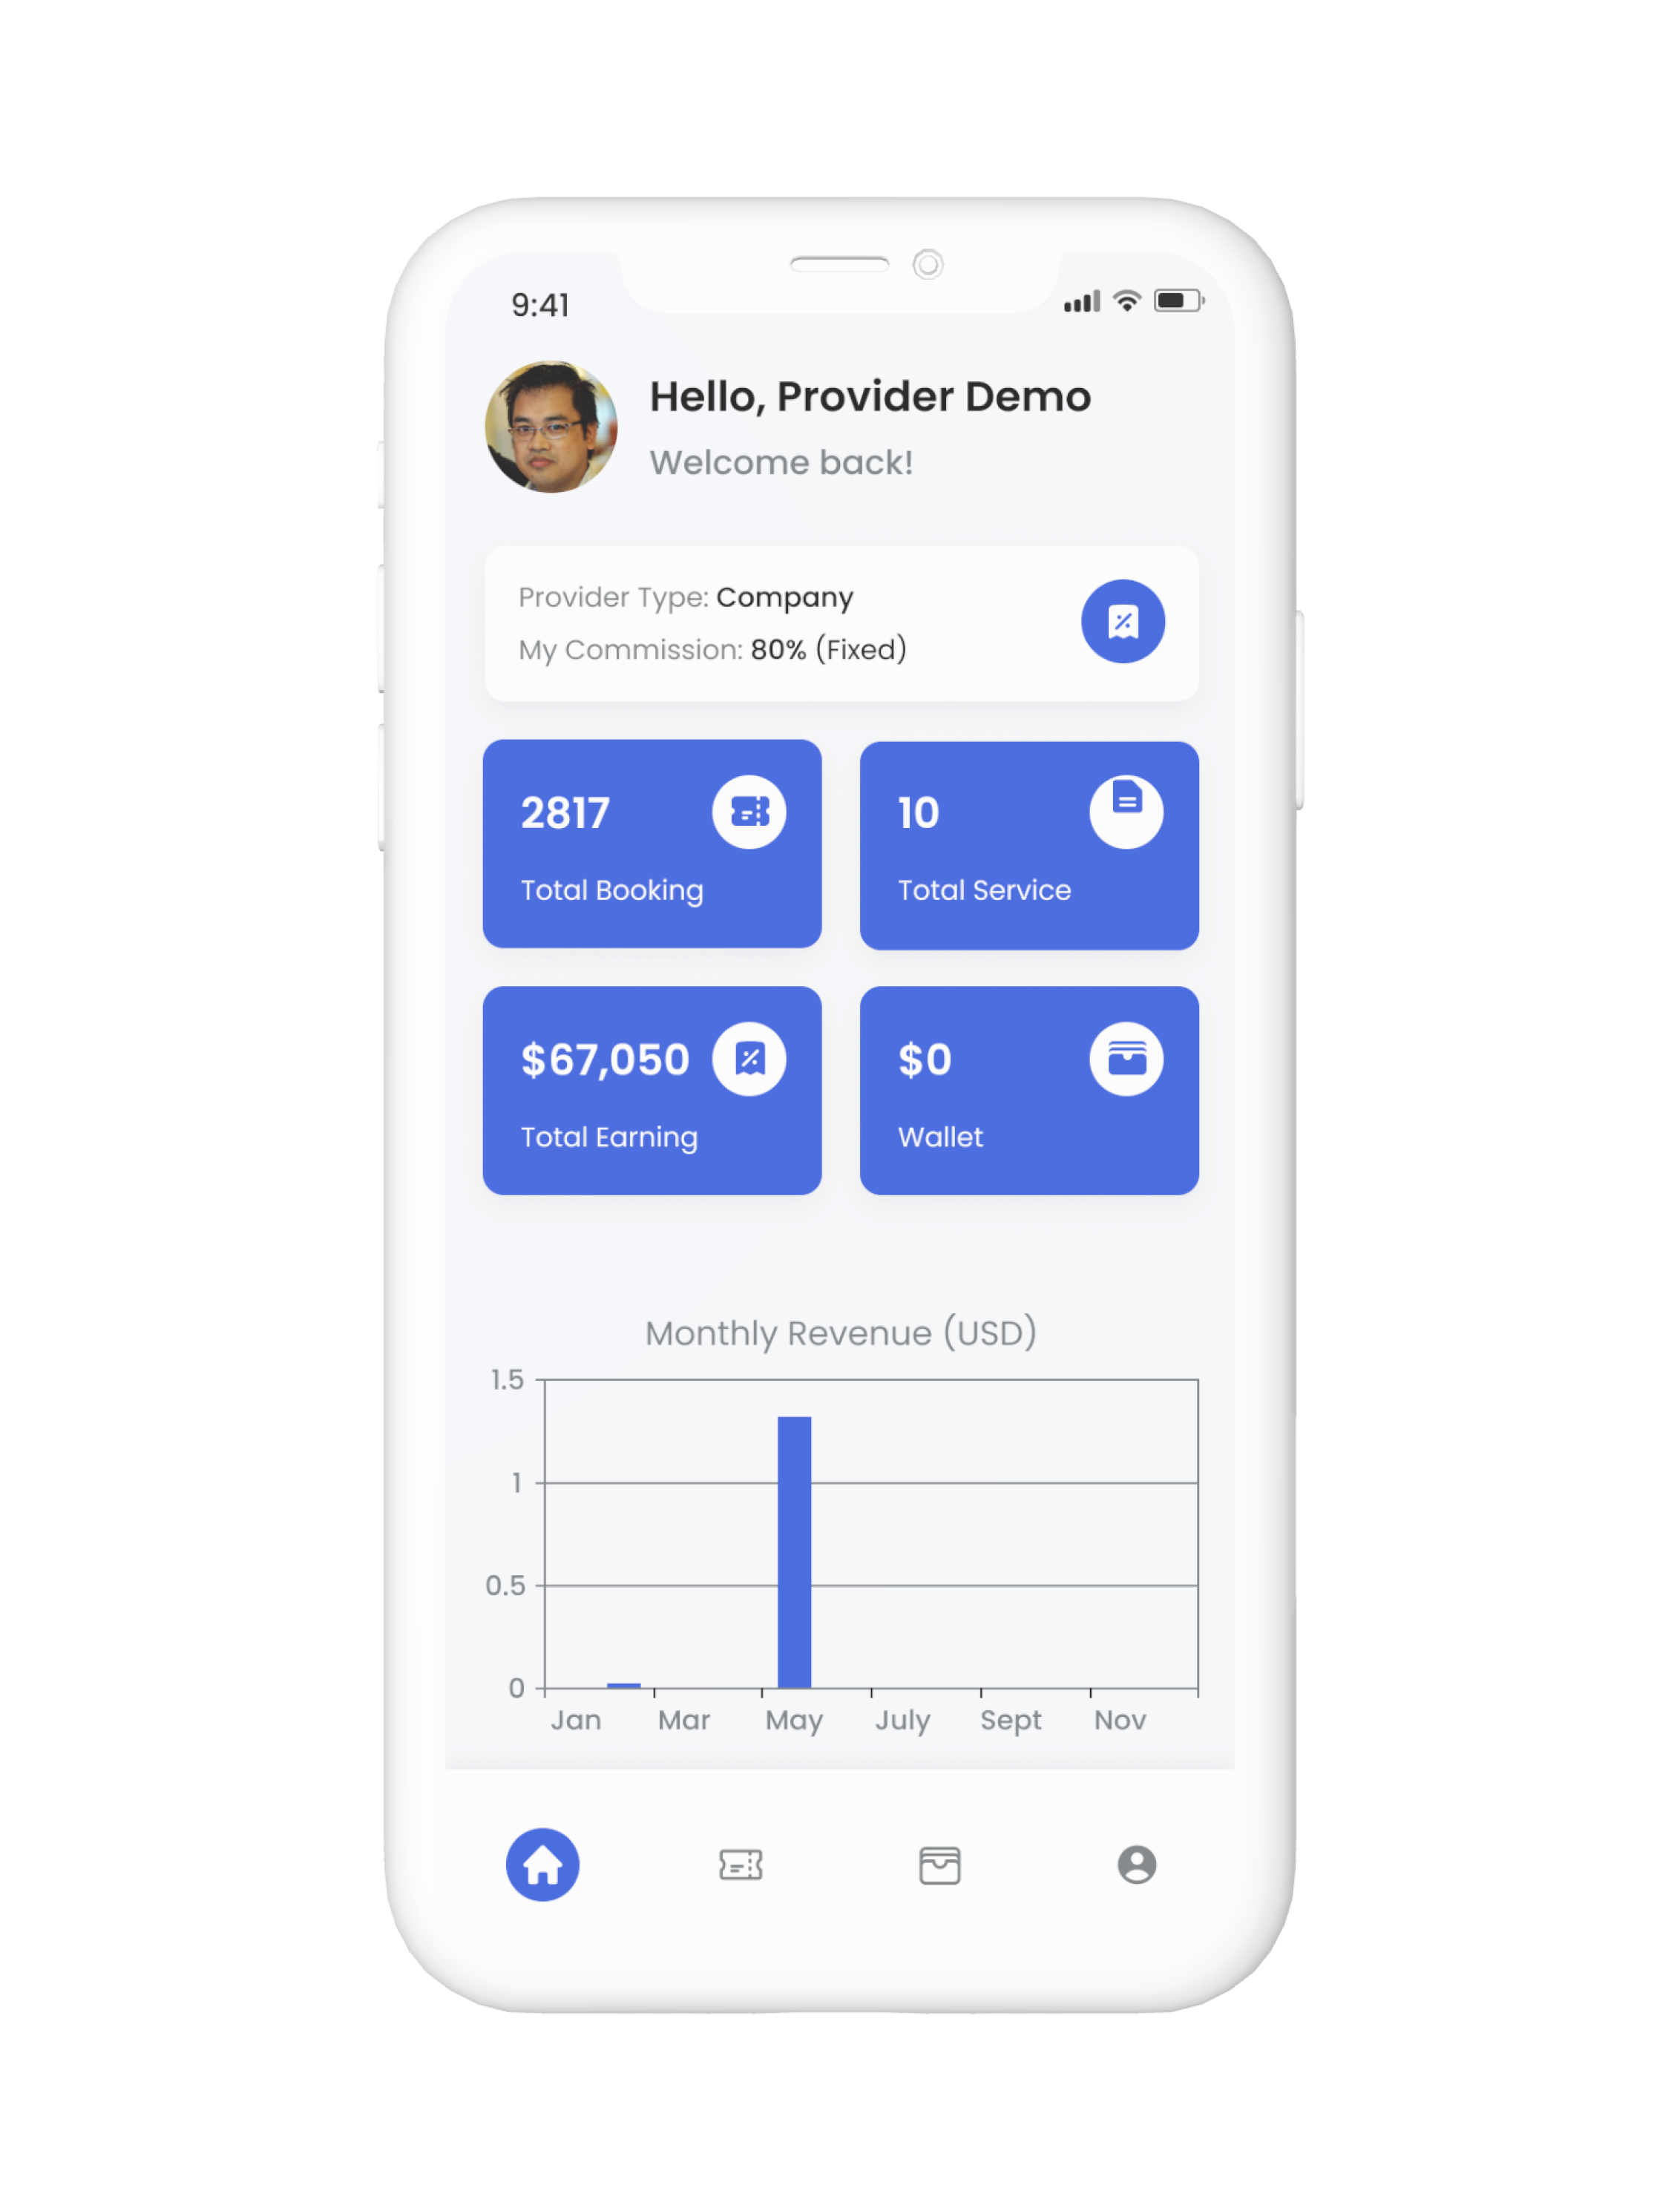 9:41
Hello, Provider Demo
Welcome back!
Provider Type: Company
My Commission: 80% (Fixed)
2817
Total Booking
10
Total Service
$67,050
Total Earning
$0
Wallet
Monthly Revenue (USD)
1.5
1
0.5
0
Jan Mar May July Sept Nov